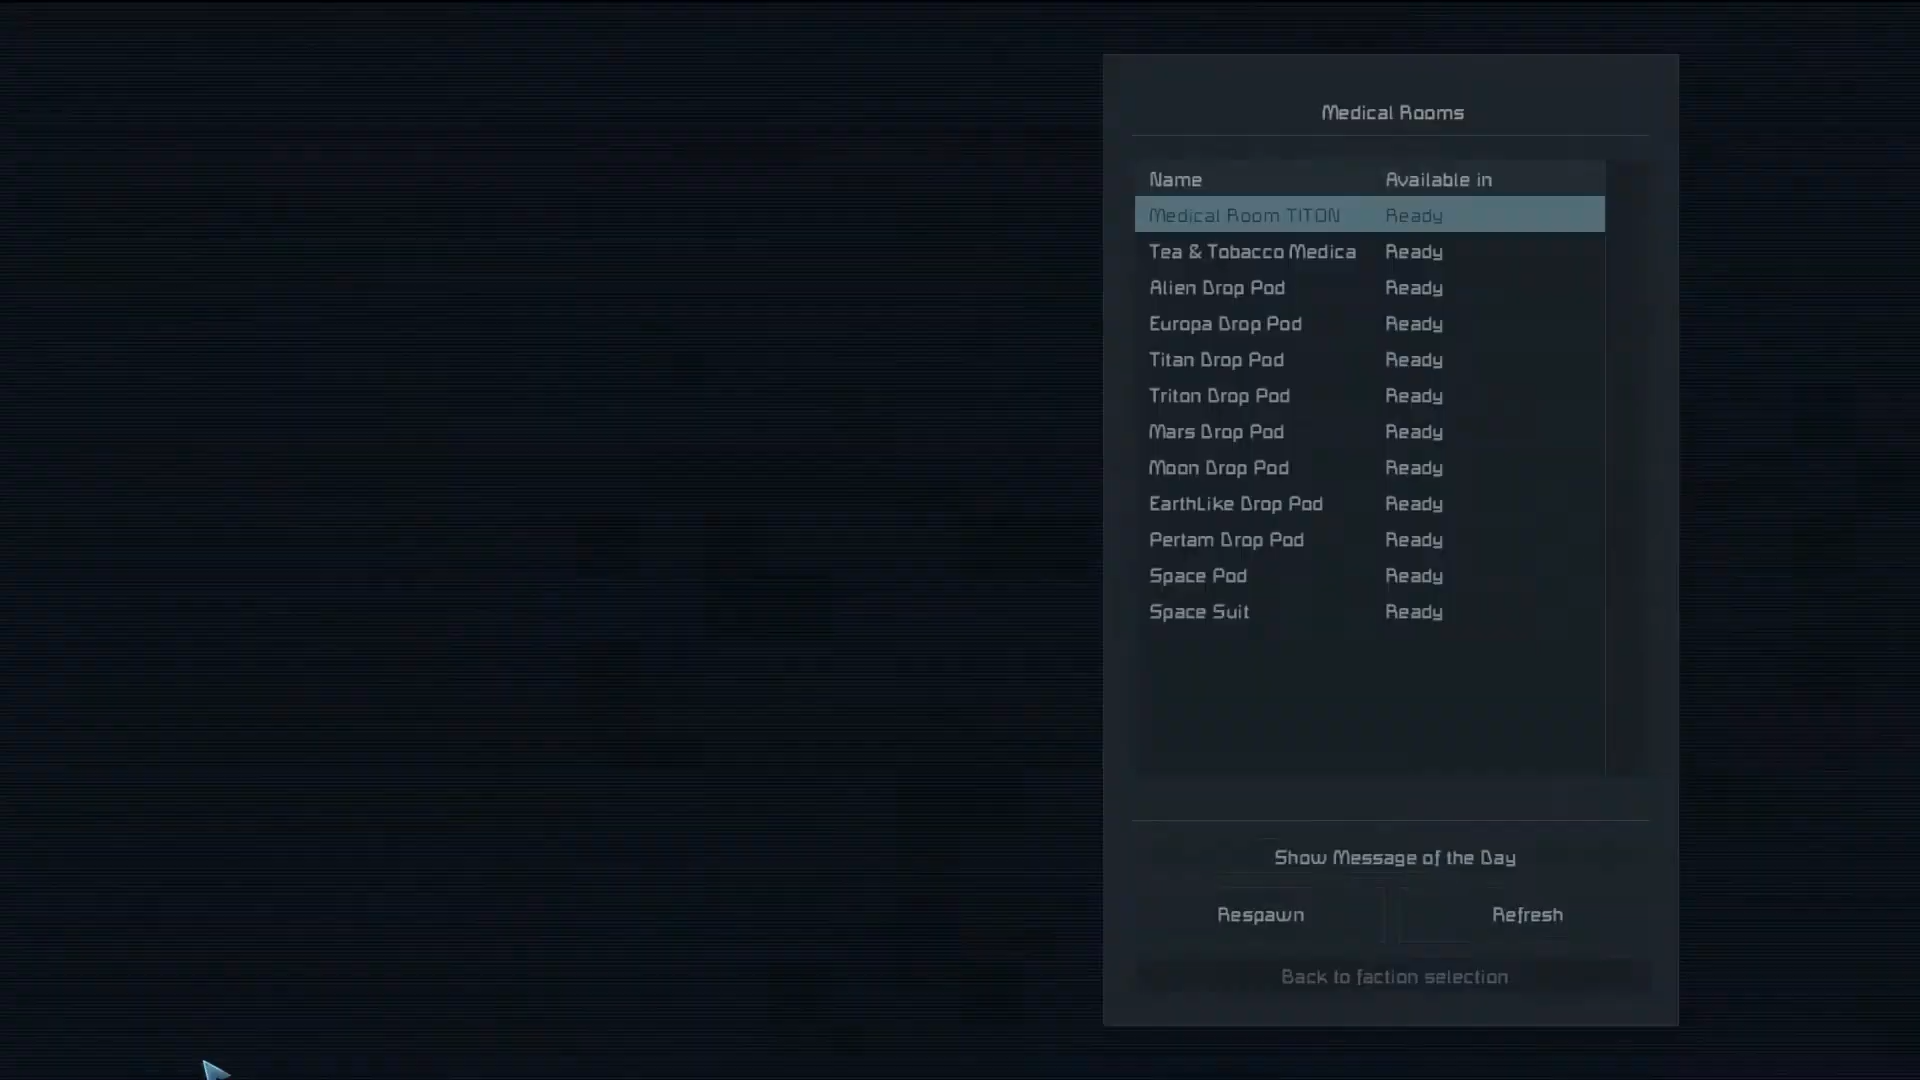 Medical Rooms
Name Available in
Medical Room TITON Ready
Tea & Tobacco Medica Ready
Alien Drop Pod Ready
Europa Drop Pod Ready
Titan Drop Pod Ready
Triton Drop Pod Ready
Mars Drop Pod Ready
Moon Drop Pod Ready
EarthLike Drop Pod Ready
Pertam Drop Pod Ready
Space Pod Ready
Space Suit Ready
Show Message of the Day
Respawn Refresh
Back to faction selection